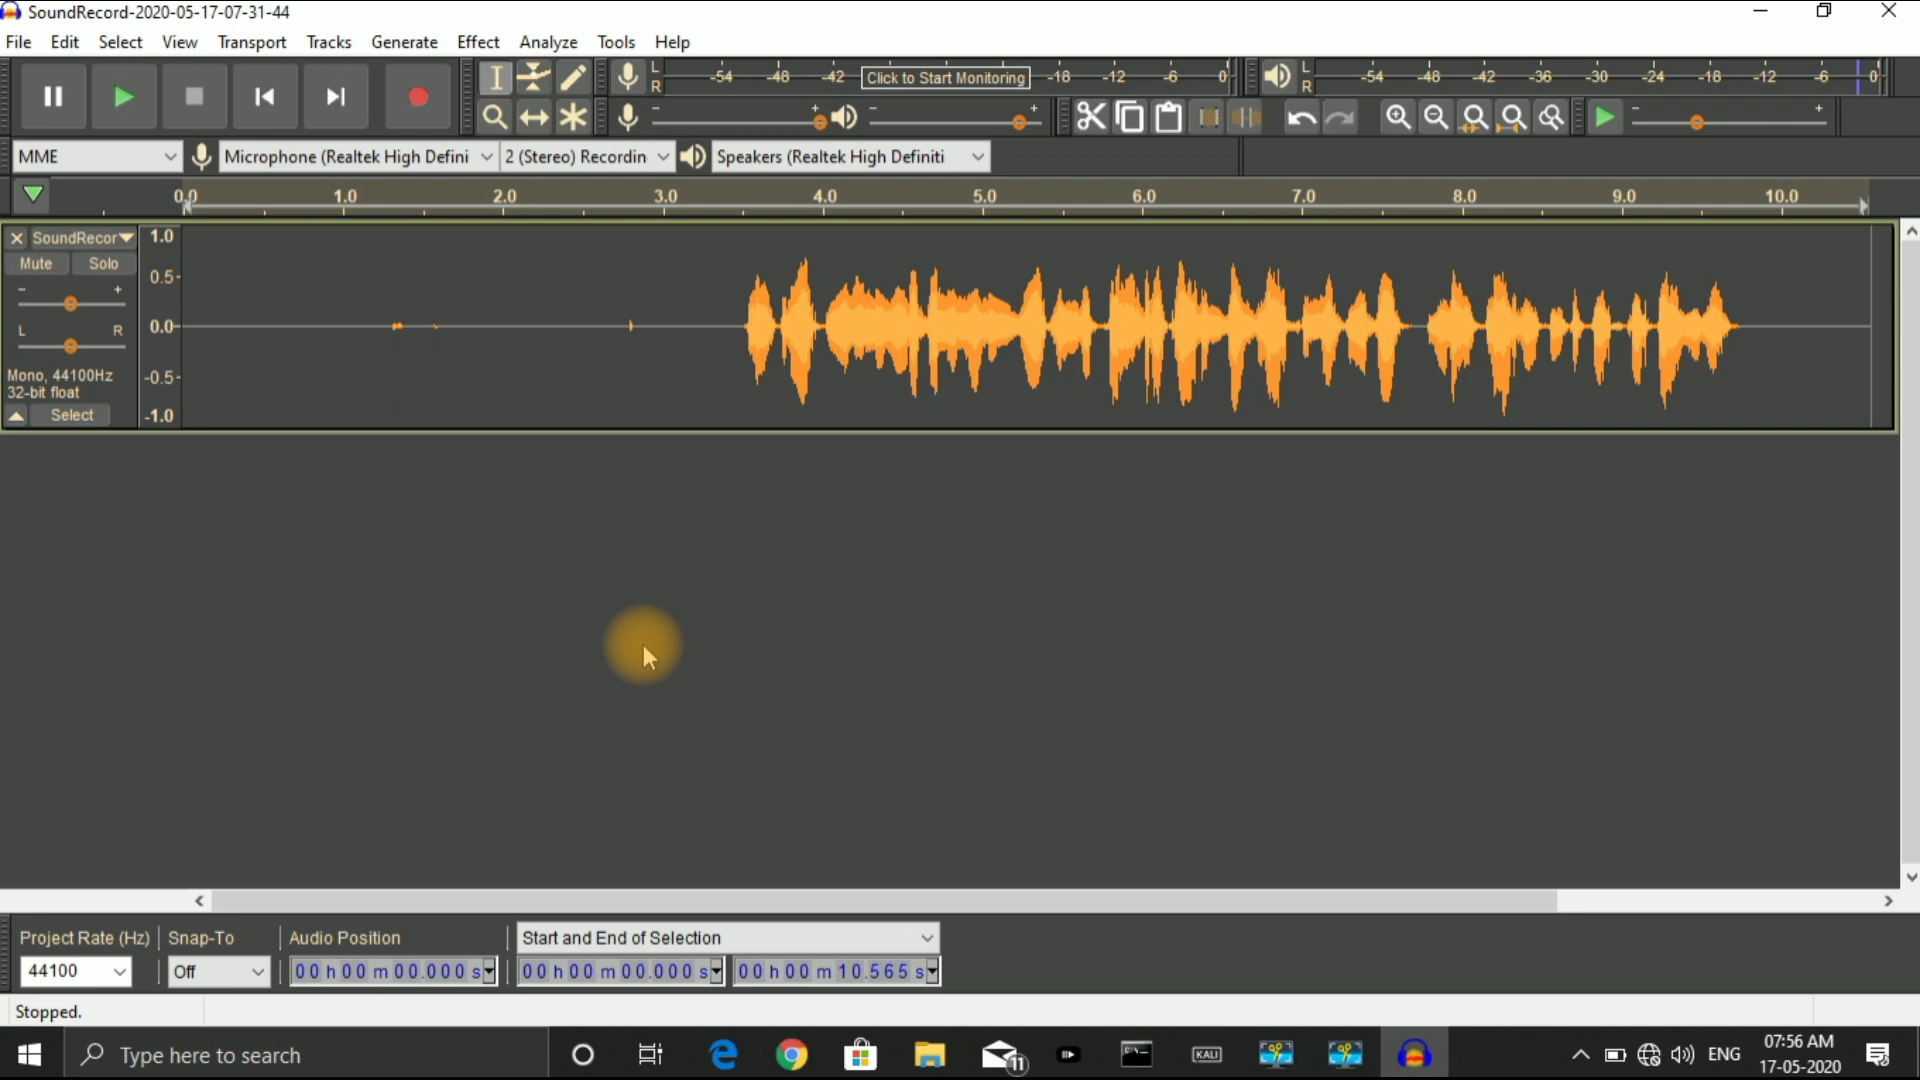 SoundRecord-2020-05-17-07-31-44
File Edit Select View Transport Tracks Generate Effect Analyze Tools Help
L R -54 -48 -42 Click to Start Monitoring -18 -12 -6 0 L R -54 -48 -42 -36 -30 -24 -18 -12 -6 0
- + - + - +
MME Microphone (Realtek High Defini 2 (Stereo) Recordin Speakers (Realtek High Definiti
0.0 1.0 2.0 3.0 4.0 5.0 6.0 7.0 8.0 9.0 10.0
SoundRecor 1.0
Mute Solo 0.5
- +
L R 0.0
Mono, 44100Hz -0.5
32-bit float
Select -1.0
Project Rate (Hz) Snap-To Audio Position Start and End of Selection
44100 Off 00 h 00 m 00.000 s 00 h 00 m 00.000 s 00 h 00 m 10.565 s
Stopped.
Type here to search 11 KALI ENG 07:56 AM
17-05-2020